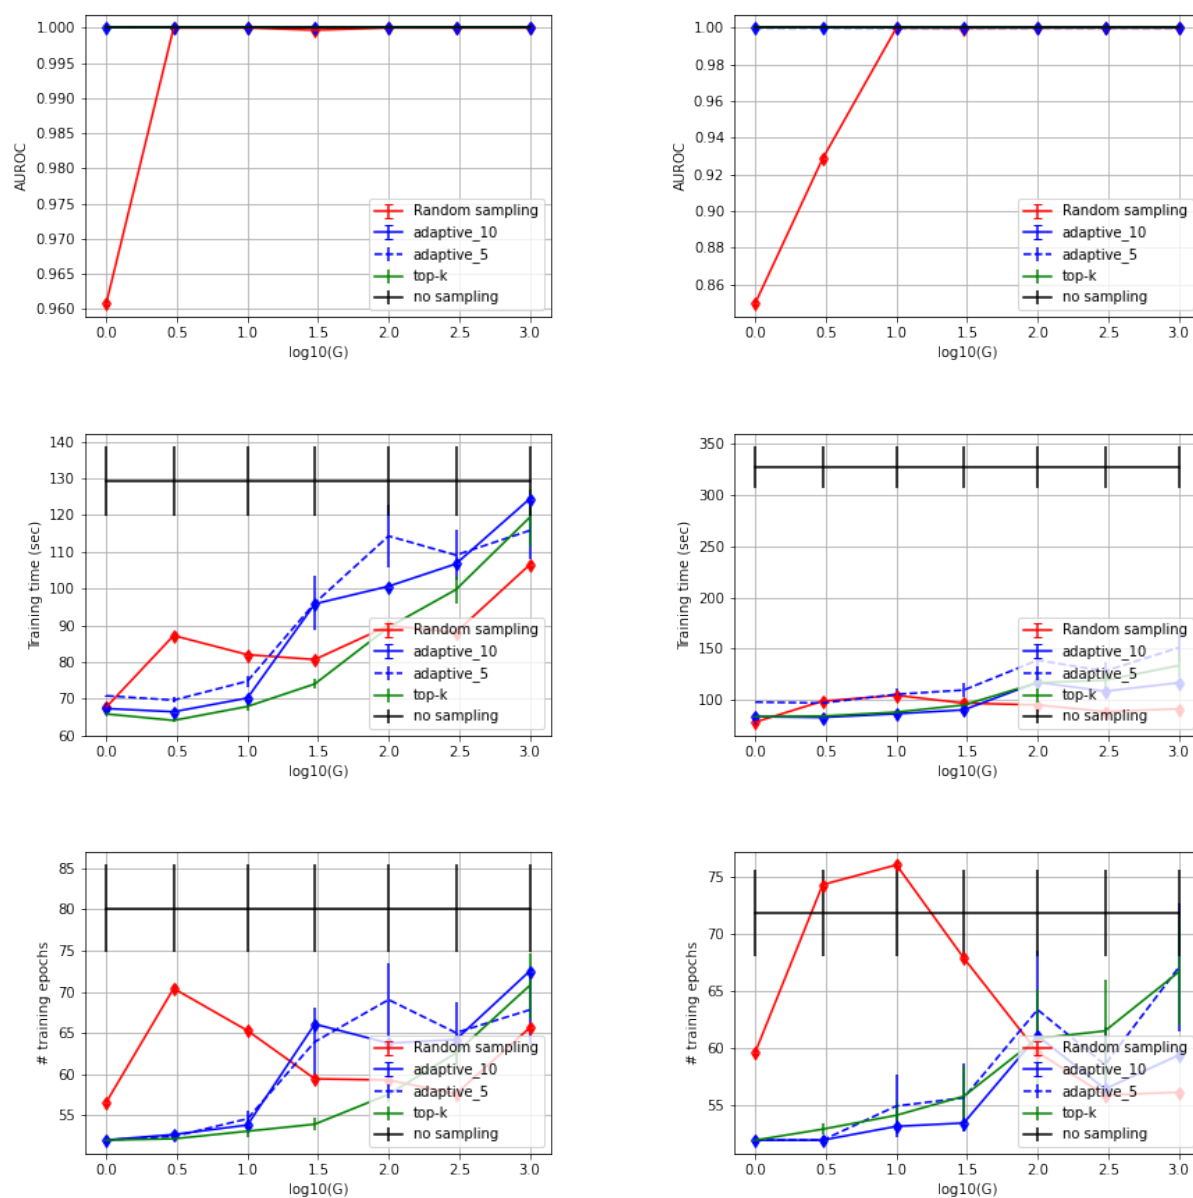 1.000
0.995
0.990
0.985
0.980
0.975
0.970
0.965
0.960
AUROC
Random sampling
adaptive_10
adaptive_5
top-k
no sampling
0.0 0.5 1.0 1.5 2.0 2.5 3.0
log10(G)
1.00
0.98
0.96
0.94
0.92
0.90
0.88
0.86
AUROC
Random sampling
adaptive_10
adaptive_5
top-k
no sampling
0.0 0.5 1.0 1.5 2.0 2.5 3.0
log10(G)
140
130
120
110
100
90
80
70
60
Training time (sec)
Random sampling
adaptive_10
adaptive_5
top-k
no sampling
0.0 0.5 1.0 1.5 2.0 2.5 3.0
log10(G)
350
300
250
200
150
100
Training time (sec)
Random sampling
adaptive_10
adaptive_5
top-k
no sampling
0.0 0.5 1.0 1.5 2.0 2.5 3.0
log10(G)
85
80
75
70
65
60
55
# training epochs
Random sampling
adaptive_10
adaptive_5
top-k
no sampling
0.0 0.5 1.0 1.5 2.0 2.5 3.0
log10(G)
75
70
65
60
55
# training epochs
Random sampling
adaptive_10
adaptive_5
top-k
no sampling
0.0 0.5 1.0 1.5 2.0 2.5 3.0
log10(G)